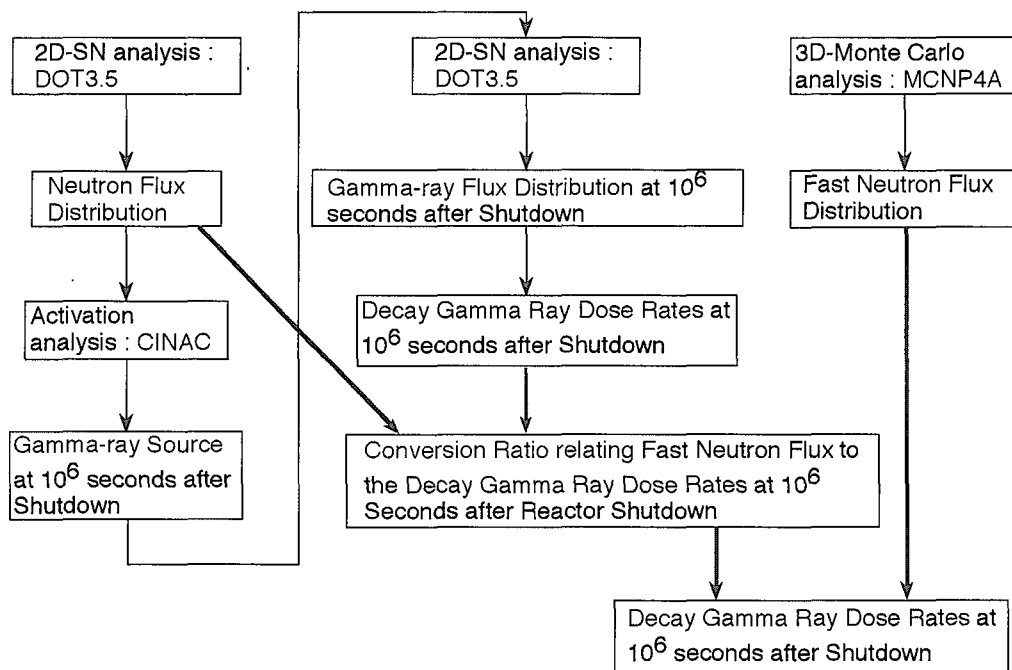 2D-SN analysis :
DOT3.5
Neutron Flux
Distribution
Activation
analysis : CINAC
Gamma-ray Source
at 10⁶ seconds after
Shutdown
2D-SN analysis :
DOT3.5
Gamma-ray Flux Distribution at 10⁶
seconds after Shutdown
Decay Gamma Ray Dose Rates at
10⁶ seconds after Shutdown
Conversion Ratio relating Fast Neutron Flux to
the Decay Gamma Ray Dose Rates at 10⁶
Seconds after Reactor Shutdown
3D-Monte Carlo
analysis : MCNP4A
Fast Neutron Flux
Distribution
Decay Gamma Ray Dose Rates at
10⁶ seconds after Shutdown